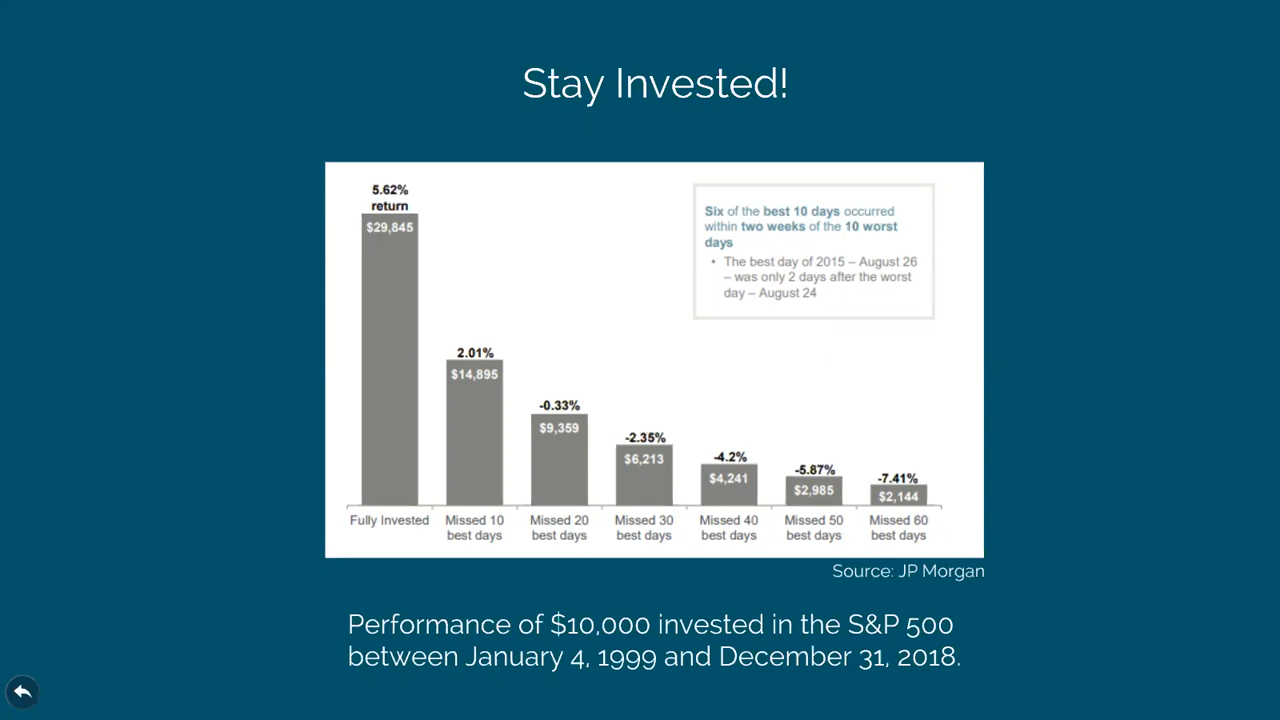 Stay Invested!
5.62%
return
$29,845
Six of the best 10 days occurred
within two weeks of the 10 worst
days
• The best day of 2015 – August 26
– was only 2 days after the worst
day – August 24
2.01%
$14,895
-0.33%
$9,359
-2.35%
$6,213
-4.2%
$4,241
-5.87%
$2,985
-7.41%
$2,144
Fully Invested
Missed 10
best days
Missed 20
best days
Missed 30
best days
Missed 40
best days
Missed 50
best days
Missed 60
best days
Source: JP Morgan
Performance of $10,000 invested in the S&P 500
between January 4, 1999 and December 31, 2018.